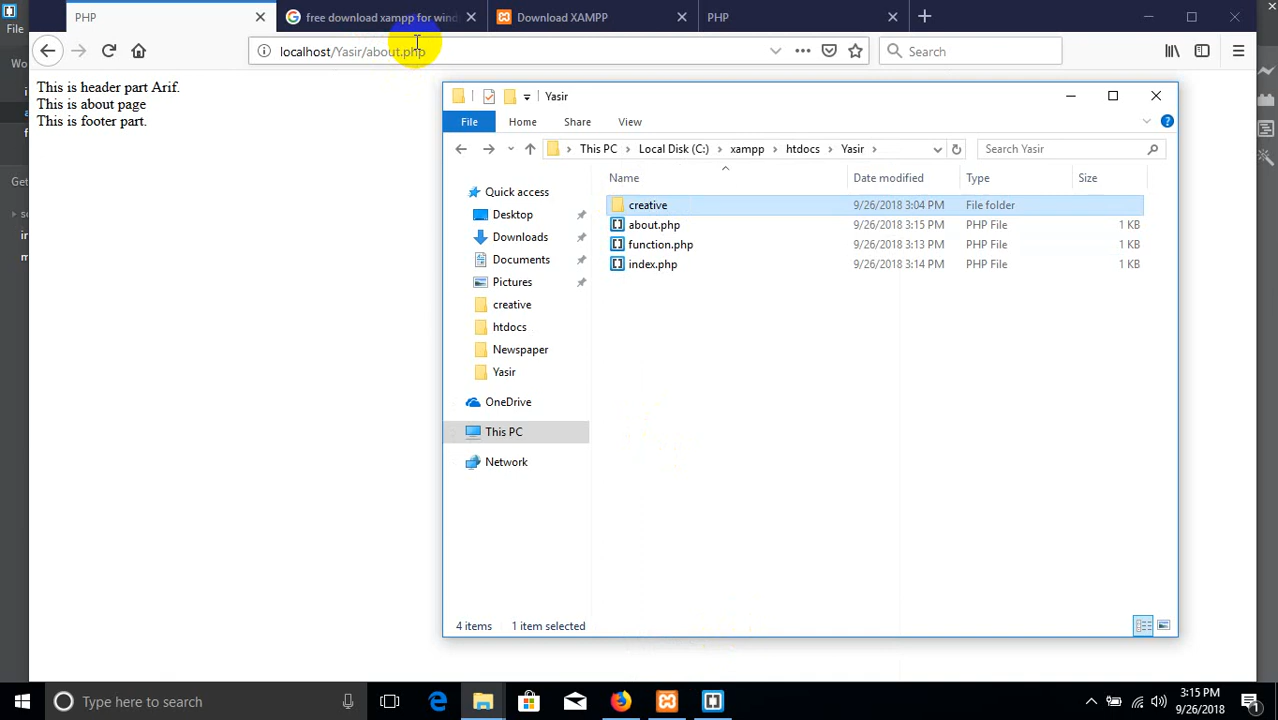 PHP
free download xampp for wind
Download XAMPP
PHP
File
localhost/Yasir/about.php
Search
Wo
This is header part Arif.
This is about page
This is footer part.
Get
Yasir
File
Home
Share
View
This PC
Local Disk (C:)
xampp
htdocs
Yasir
Search Yasir
Name
Date modified
Type
Size
Quick access
Desktop
Downloads
Documents
Pictures
creative
htdocs
Newspaper
Yasir
OneDrive
This PC
Network
creative 9/26/2018 3:04 PM File folder
about.php 9/26/2018 3:15 PM PHP File 1 KB
function.php 9/26/2018 3:13 PM PHP File 1 KB
index.php 9/26/2018 3:14 PM PHP File 1 KB
4 items
1 item selected
Type here to search
3:15 PM
9/26/2018
1